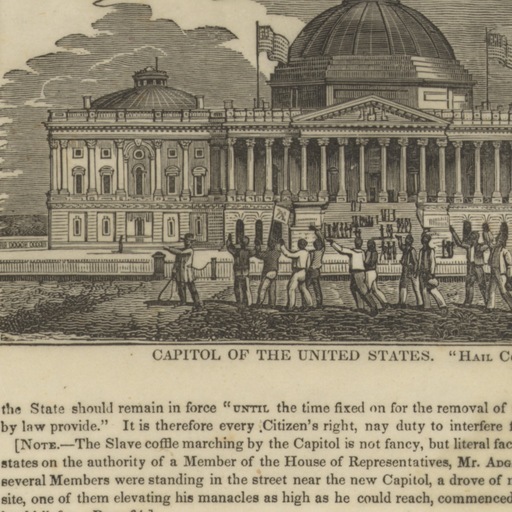 CAPITOL OF THE UNITED STATES. "HAIL
the State should remain in force "UNTIL the time fixed on for the removal of
by law provide." It is therefore every Citizen's right, nay duty to interfere
[NOTE.—The Slave coffle marching by the Capitol is not fancy, but literal
states on the authority of a Member of the House of Representatives, Mr.
several Members were standing in the street near the new Capitol, a drove of
site, one of them elevating his manacles as high as he could reach, commenced